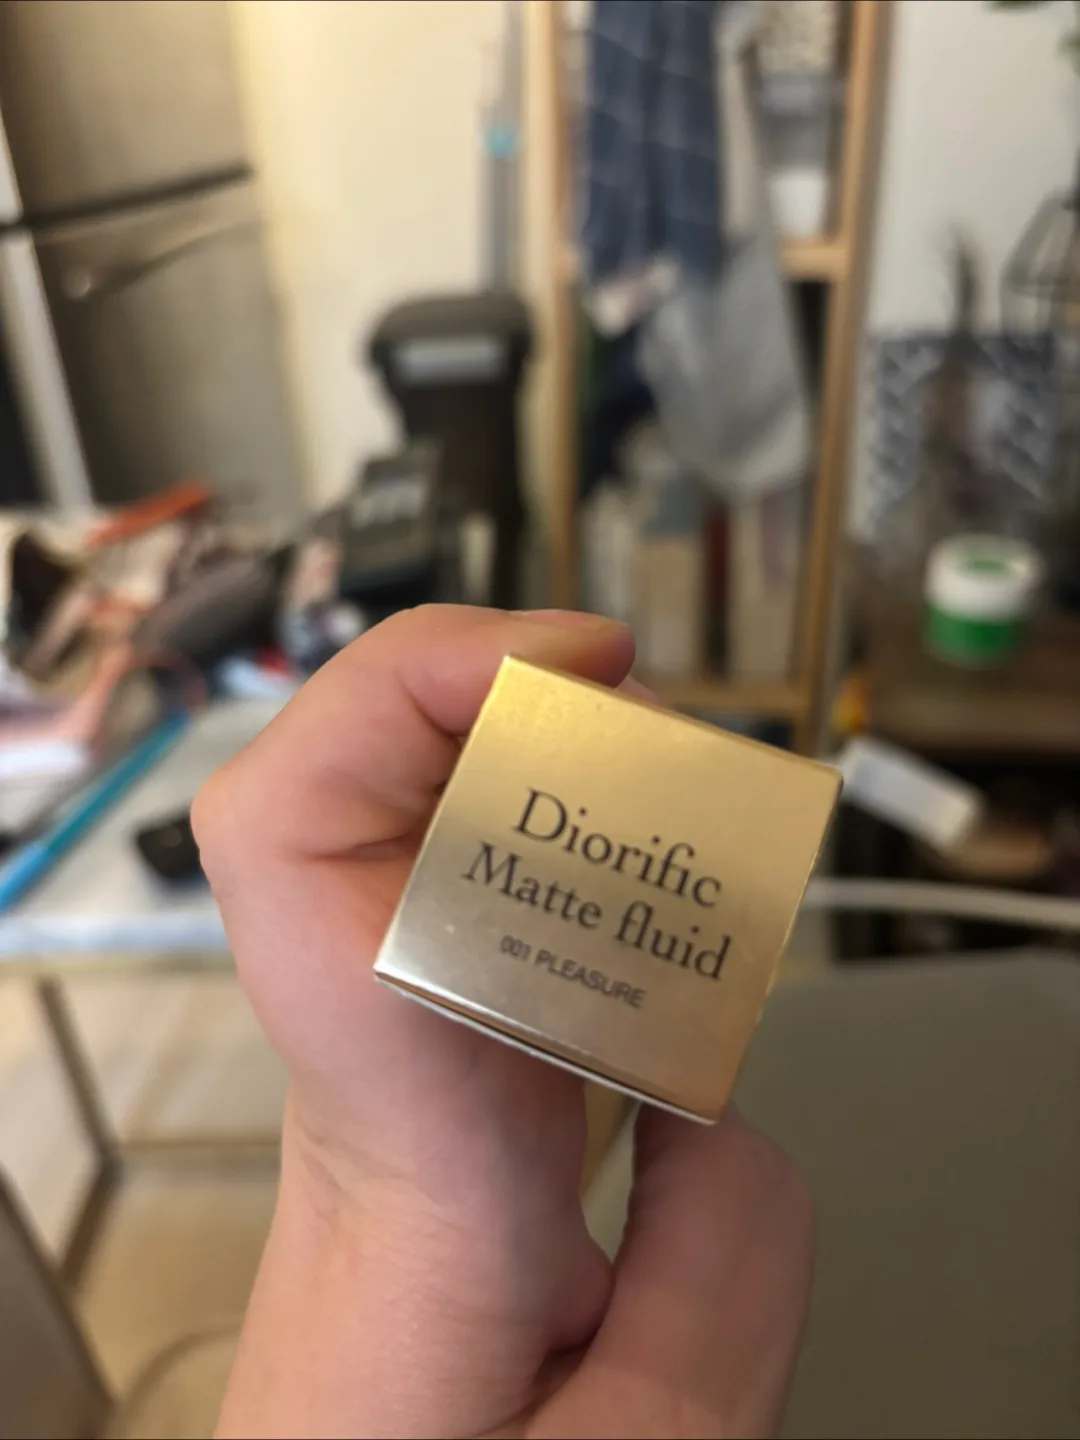 Diorific
Matte fluid
001 PLEASURE